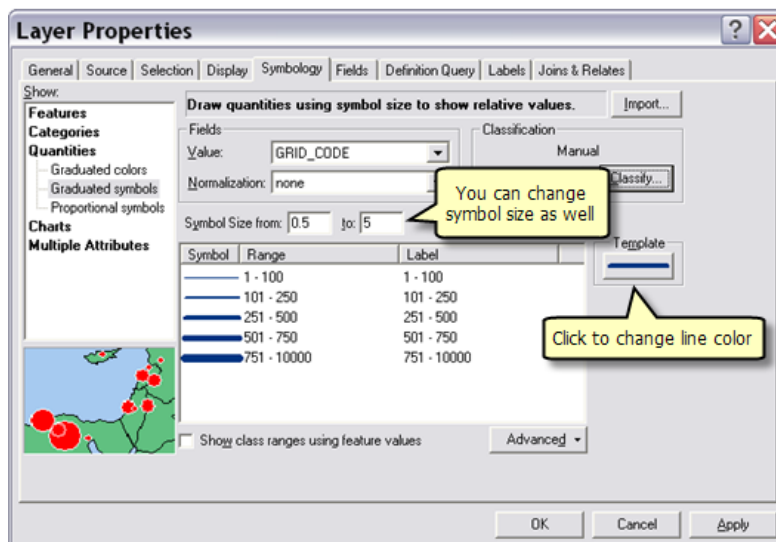 Layer Properties
General Source Selection Display Symbology Fields Definition Query Labels Joins & Relates
Show:
Features
Categories
Quantities
Graduated colors
Graduated symbols
Proportional symbols
Charts
Multiple Attributes
Draw quantities using symbol size to show relative values.
Import...
Fields
Value: GRID_CODE
Normalization: none
Classification
Manual
Classify...
You can change
symbol size as well
Symbol Size from: 0.5 to: 5
Symbol Range Label
1 - 100 1 - 100
101 - 250 101 - 250
251 - 500 251 - 500
501 - 750 501 - 750
751 - 10000 751 - 10000
Template
Click to change line color
Show class ranges using feature values
Advanced
OK Cancel Apply